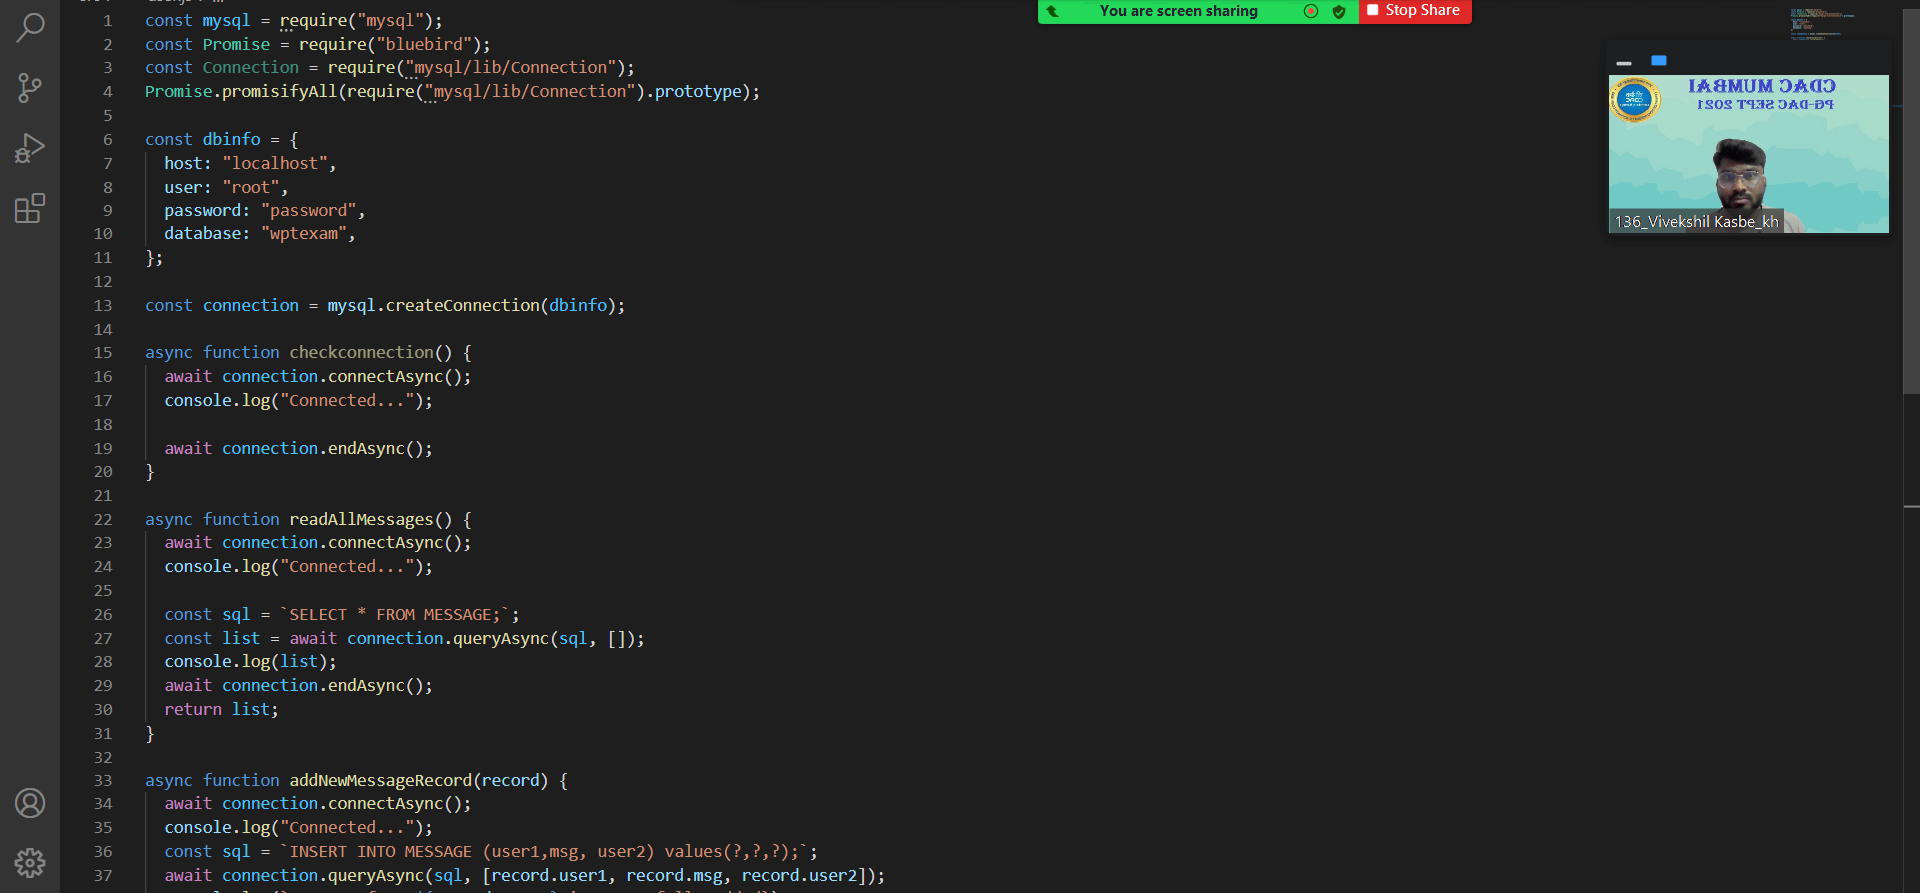 You are screen sharing
Stop Share
1 const mysql = require("mysql");
2 const Promise = require("bluebird");
3 const Connection = require("mysql/lib/Connection");
4 Promise.promisifyAll(require("mysql/lib/Connection").prototype);
5
6 const dbinfo = {
7   host: "localhost",
8   user: "root",
9   password: "password",
10   database: "wptexam",
11 };
12
13 const connection = mysql.createConnection(dbinfo);
14
15 async function checkconnection() {
16   await connection.connectAsync();
17   console.log("Connected...");
18
19   await connection.endAsync();
20 }
21
22 async function readAllMessages() {
23   await connection.connectAsync();
24   console.log("Connected...");
25
26   const sql = `SELECT * FROM MESSAGE;`;
27   const list = await connection.queryAsync(sql, []);
28   console.log(list);
29   await connection.endAsync();
30   return list;
31 }
32
33 async function addNewMessageRecord(record) {
34   await connection.connectAsync();
35   console.log("Connected...");
36   const sql = `INSERT INTO MESSAGE (user1,msg, user2) values(?,?,?);`;
37   await connection.queryAsync(sql, [record.user1, record.msg, record.user2]);
CDAC MUMBAI
PG-DAC SEPT 2021
136_Vivekshil Kasbe_kh